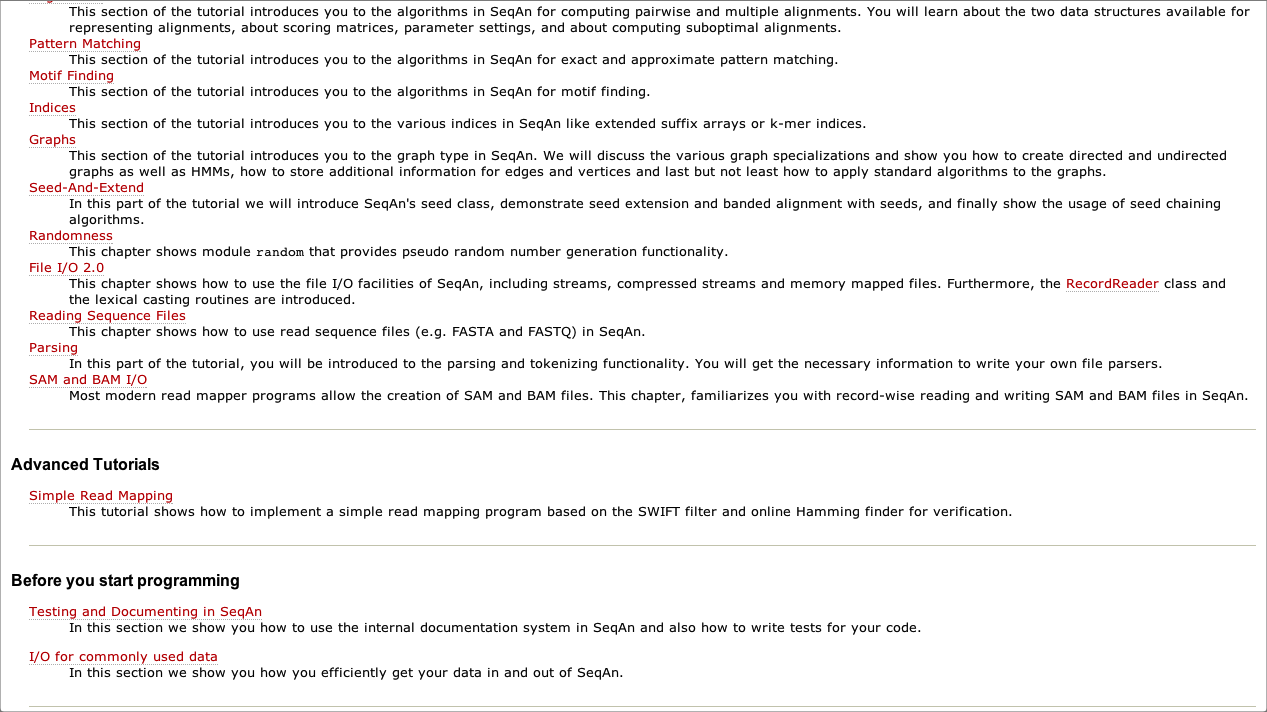 This section of the tutorial introduces you to the algorithms in SeqAn for computing pairwise and multiple alignments. You will learn about the two data structures available for
representing alignments, about scoring matrices, parameter settings, and about computing suboptimal alignments.
Pattern Matching
This section of the tutorial introduces you to the algorithms in SeqAn for exact and approximate pattern matching.
Motif Finding
This section of the tutorial introduces you to the algorithms in SeqAn for motif finding.
Indices
This section of the tutorial introduces you to the various indices in SeqAn like extended suffix arrays or k-mer indices.
Graphs
This section of the tutorial introduces you to the graph type in SeqAn. We will discuss the various graph specializations and show you how to create directed and undirected
graphs as well as HMMs, how to store additional information for edges and vertices and last but not least how to apply standard algorithms to the graphs.
Seed-And-Extend
In this part of the tutorial we will introduce SeqAn's seed class, demonstrate seed extension and banded alignment with seeds, and finally show the usage of seed chaining
algorithms.
Randomness
This chapter shows module random that provides pseudo random number generation functionality.
File I/O 2.0
This chapter shows how to use the file I/O facilities of SeqAn, including streams, compressed streams and memory mapped files. Furthermore, the RecordReader class and
the lexical casting routines are introduced.
Reading Sequence Files
This chapter shows how to use read sequence files (e.g. FASTA and FASTQ) in SeqAn.
Parsing
In this part of the tutorial, you will be introduced to the parsing and tokenizing functionality. You will get the necessary information to write your own file parsers.
SAM and BAM I/O
Most modern read mapper programs allow the creation of SAM and BAM files. This chapter, familiarizes you with record-wise reading and writing SAM and BAM files in SeqAn.
Advanced Tutorials
Simple Read Mapping
This tutorial shows how to implement a simple read mapping program based on the SWIFT filter and online Hamming finder for verification.
Before you start programming
Testing and Documenting in SeqAn
In this section we show you how to use the internal documentation system in SeqAn and also how to write tests for your code.
I/O for commonly used data
In this section we show you how you efficiently get your data in and out of SeqAn.